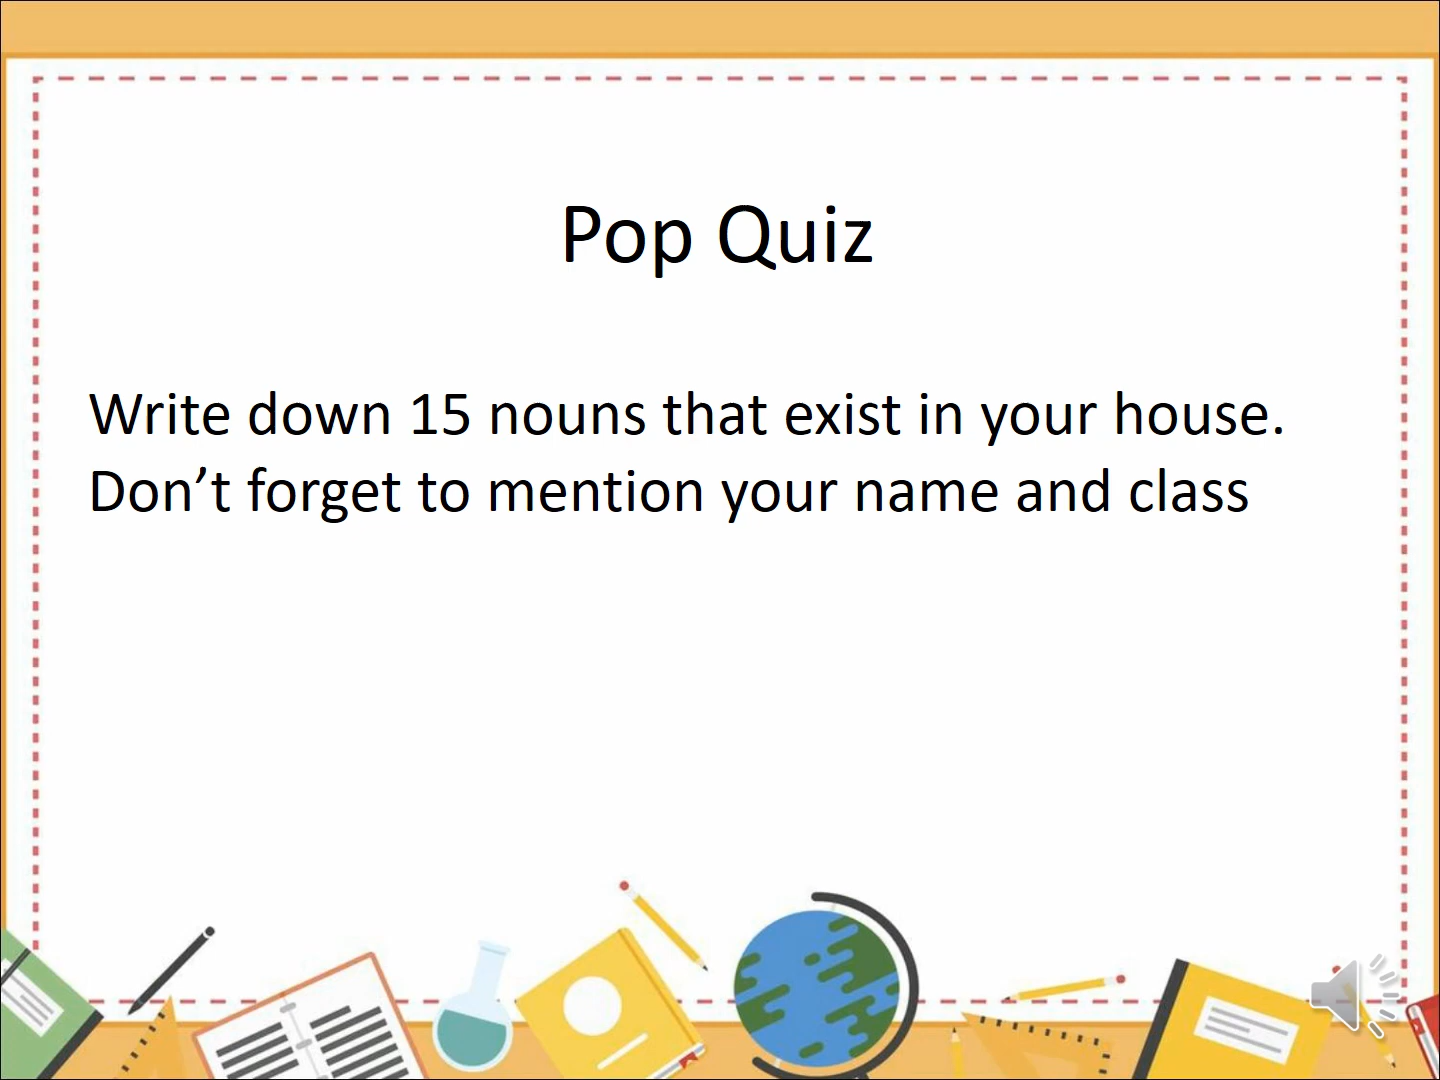 Pop Quiz
Write down 15 nouns that exist in your house.
Don’t forget to mention your name and class